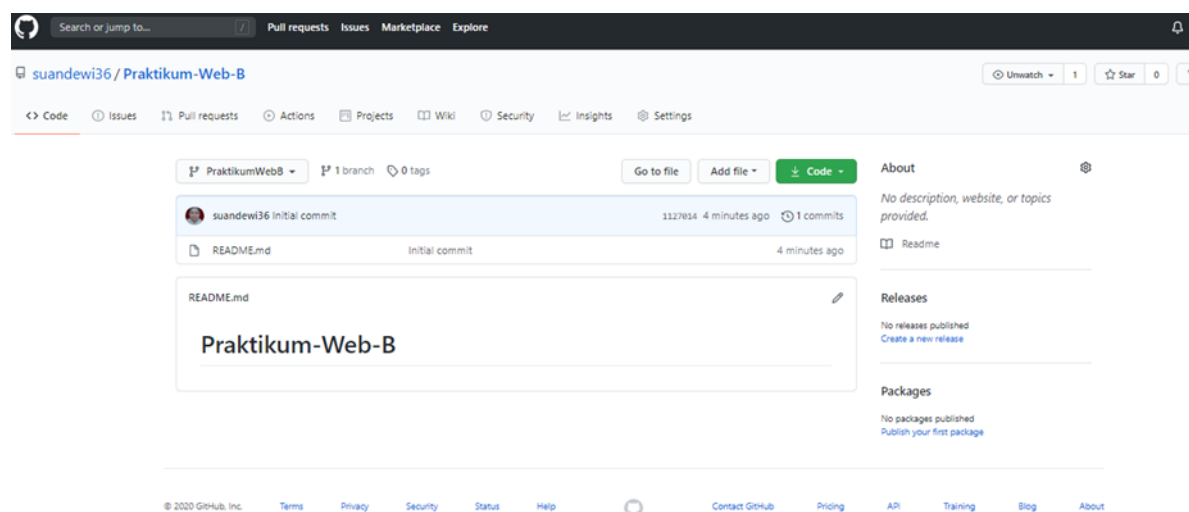 Search or jump to... / Pull requests Issues Marketplace Explore
suandewi36 / Praktikum-Web-B Unwatch 1 Star 0
<> Code Issues Pull requests Actions Projects Wiki Security Insights Settings
PraktikumWebB 1 branch 0 tags Go to file Add file Code
suandewi36 Initial commit 1127014 4 minutes ago 1 commits
README.md Initial commit 4 minutes ago
README.md
Praktikum-Web-B
About
No description, website, or topics
provided.
Readme
Releases
No releases published
Create a new release
Packages
No packages published
Publish your first package
© 2020 GitHub, Inc. Terms Privacy Security Status Help Contact GitHub Pricing API Training Blog About